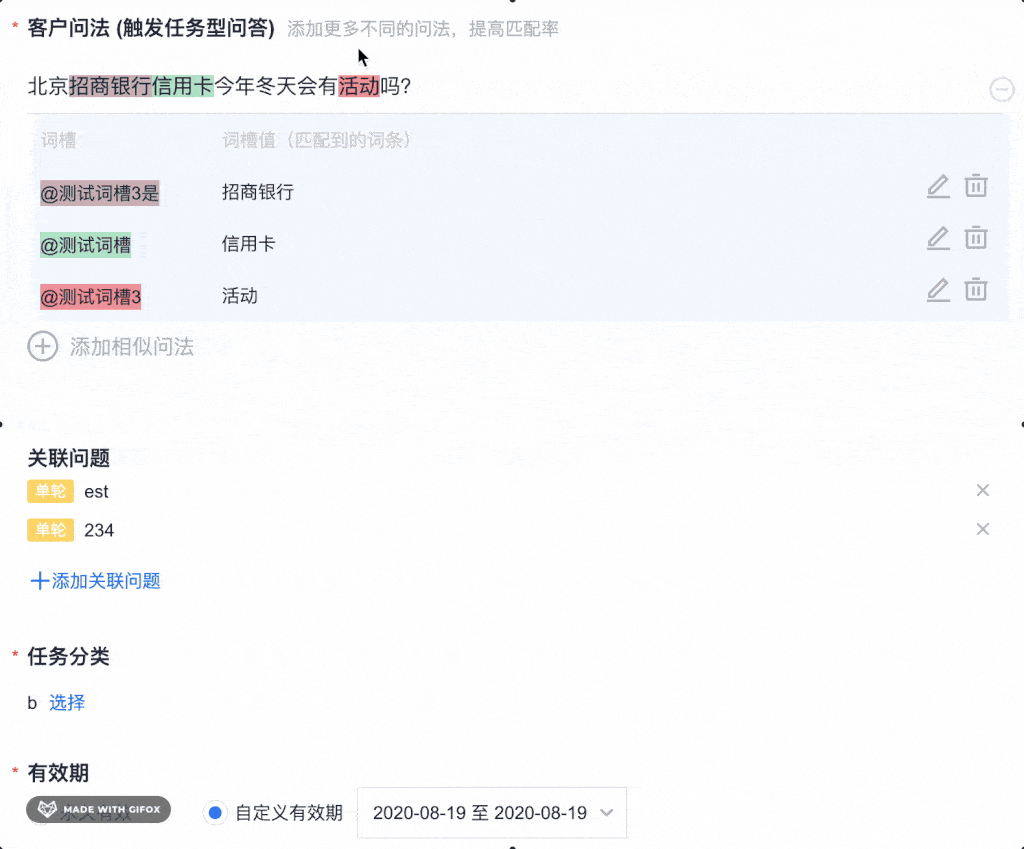 * 客户问法 (触发任务型问答) 添加更多不同的问法，提高匹配率
北京招商银行信用卡今年冬天会有活动吗?
词槽 词槽值（匹配到的词条）
@测试词槽3是 招商银行
@测试词槽 信用卡
@测试词槽3 活动
添加相似问法
关联问题
单轮 est
单轮 234
添加关联问题
* 任务分类
b 选择
* 有效期
MADE WITH GIFOX 自定义有效期 2020-08-19 至 2020-08-19